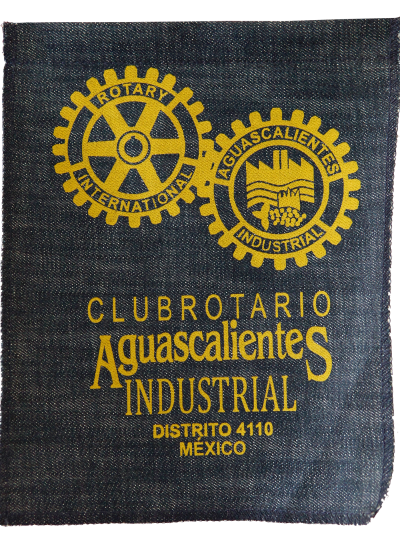 ROTARY
INTERNATIONAL
AGUASCALIENTES
INDUSTRIAL
CLUBROTARIO
AguascalienteS
INDUSTRIAL
DISTRITO 4110
MÉXICO